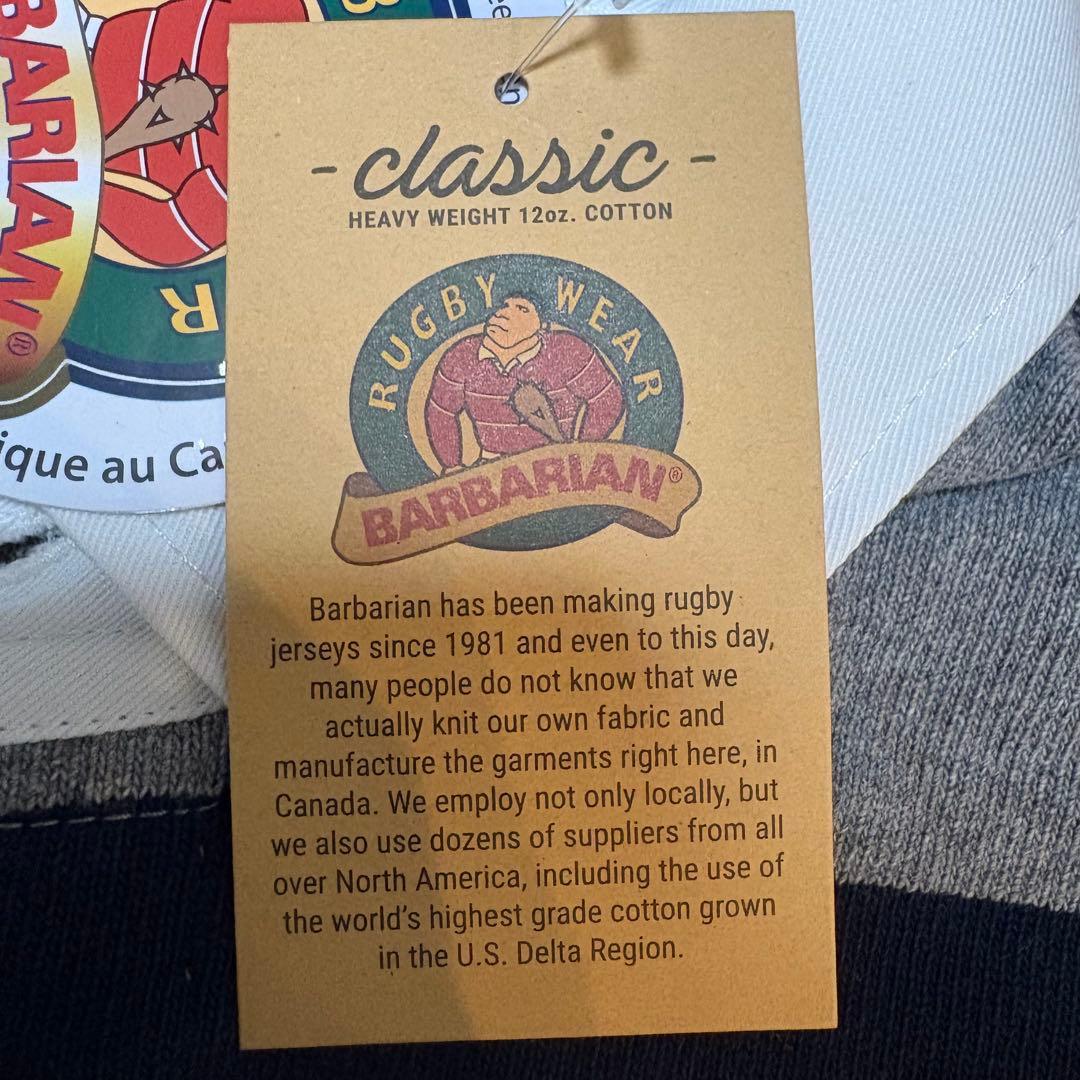 - classic -
HEAVY WEIGHT 12oz. COTTON
RUGBY WEAR
BARBARIAN®
Barbarian has been making rugby
jerseys since 1981 and even to this day,
many people do not know that we
actually knit our own fabric and
manufacture the garments right here, in
Canada. We employ not only locally, but
we also use dozens of suppliers from all
over North America, including the use of
the world's highest grade cotton grown
in the U.S. Delta Region.
BARIAN®
R
au